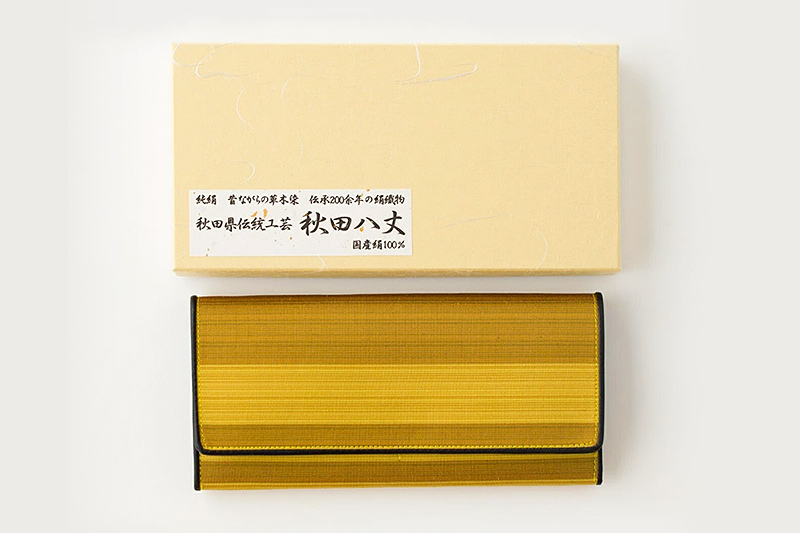 純絹 昔ながらの草木染 伝承200余年の絹織物
秋田県伝統工芸 秋田八丈
国産絹100%